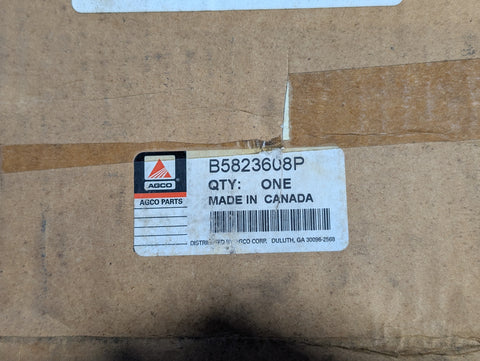 B5823608P
QTY: ONE
MADE IN CANADA
AGCO
AGCO PARTS
DISTRIBUTED BY AGCO CORP. DULUTH, GA 30096-2568